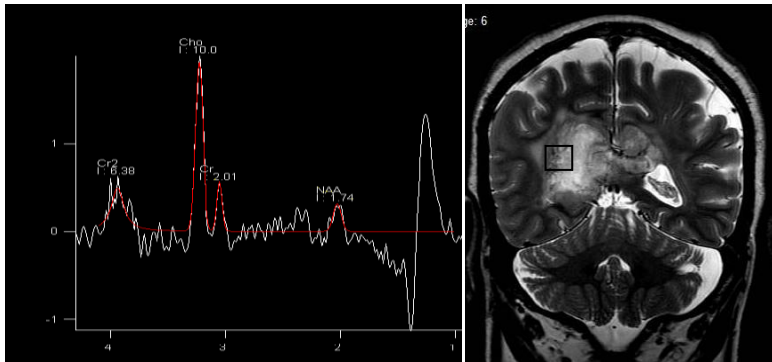 Cho
I : 10.0
Cr2
I : 6.38
Cr
I : 2.01
NAA
I : 1.74
1
0
-1
4
3
2
1
ge: 6